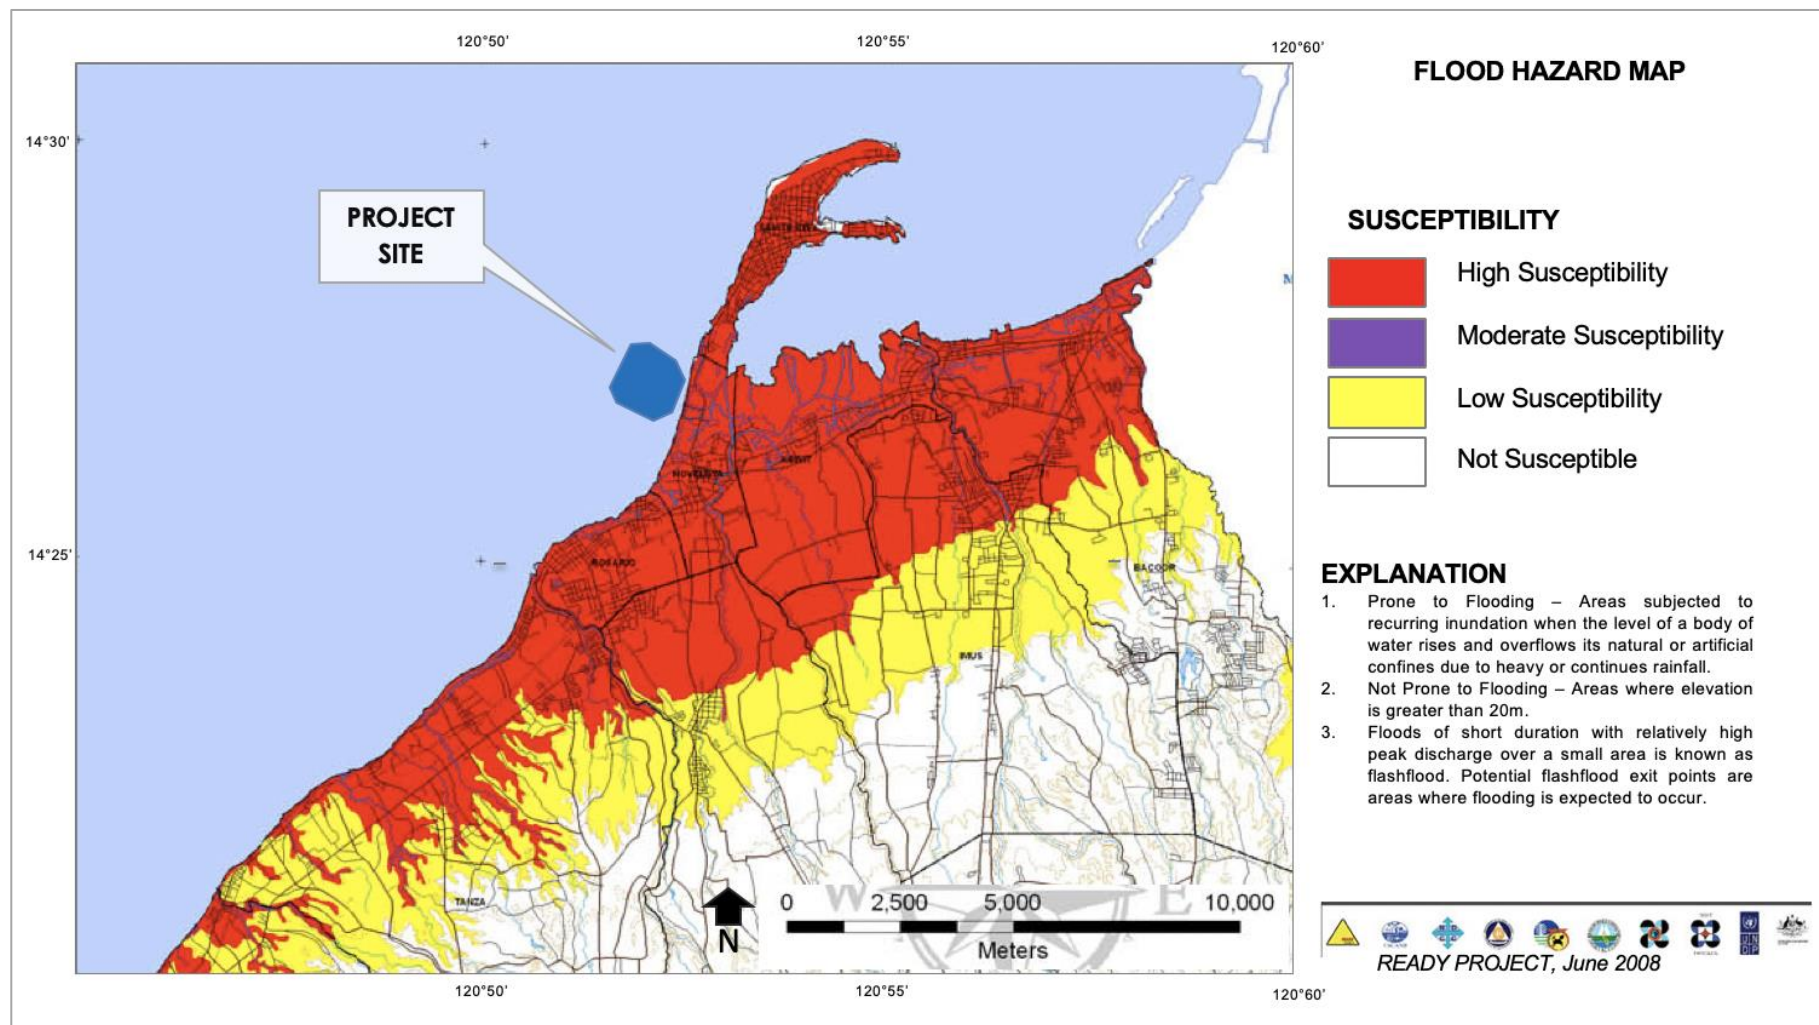 120°50'
120°55'
120°60'
FLOOD HAZARD MAP
14°30'
PROJECT
SITE
SUSCEPTIBILITY
High Susceptibility
Moderate Susceptibility
Low Susceptibility
Not Susceptible
ROSARIO
14°25'
BACOOR
IMUS
TANZA
EXPLANATION
1. Prone to Flooding – Areas subjected to
recurring inundation when the level of a body of
water rises and overflows its natural or artificial
confines due to heavy or continues rainfall.
2. Not Prone to Flooding – Areas where elevation
is greater than 20m.
3. Floods of short duration with relatively high
peak discharge over a small area is known as
flashflood. Potential flashflood exit points are
areas where flooding is expected to occur.
W E
N
0 2,500 5,000 10,000
Meters
READY PROJECT, June 2008
120°50'
120°55'
120°60'